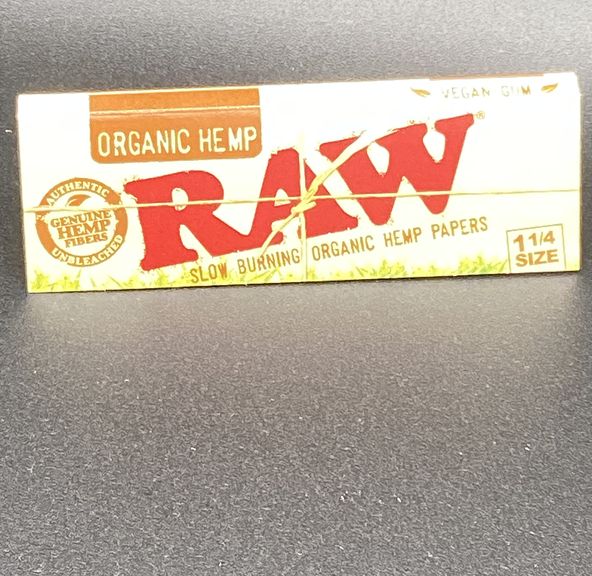 VEGAN GUM
ORGANIC HEMP
RAW®
AUTHENTIC
GENUINE
HEMP
FIBERS
UNBLEACHED
SLOW BURNING ORGANIC HEMP PAPERS
1 1/4
SIZE